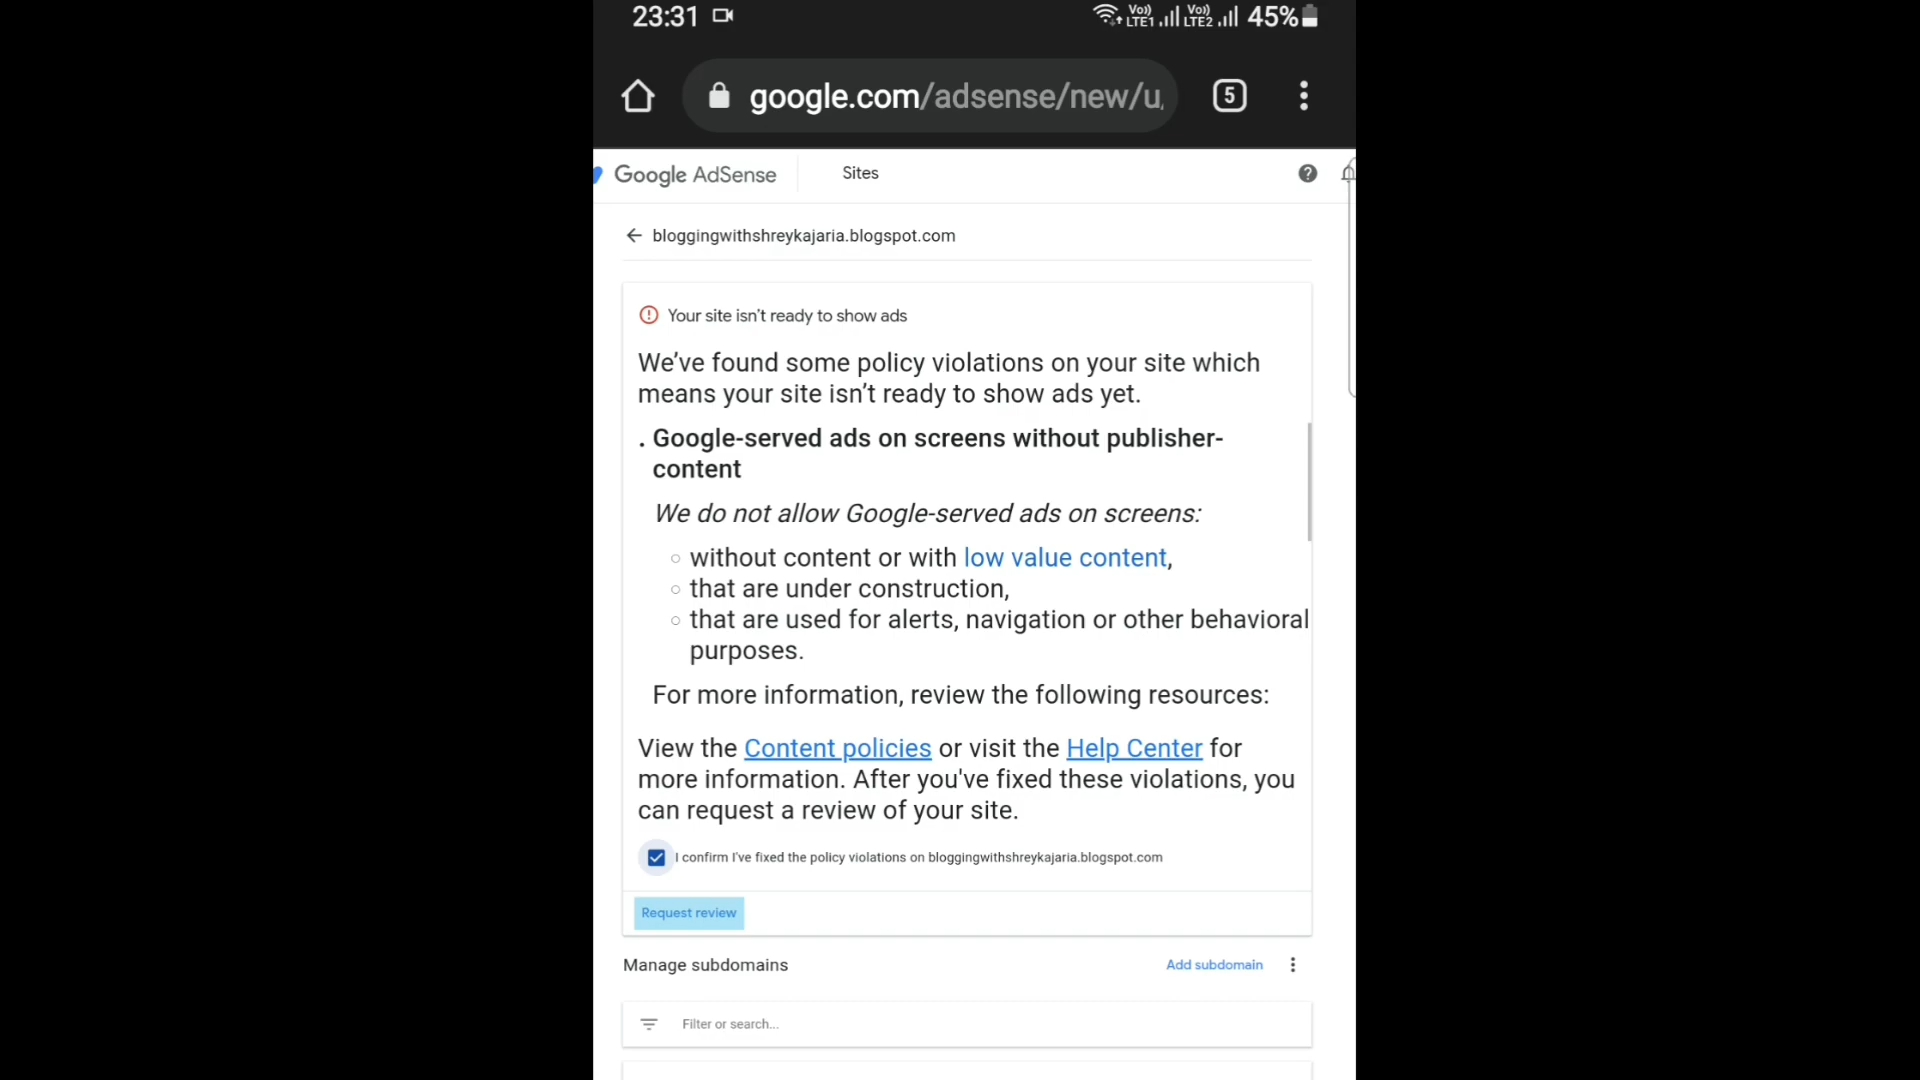 23:31
Vo)) LTE1 Vo)) LTE2 45%
google.com/adsense/new/u,
5
Google AdSense
Sites
bloggingwithshreykajaria.blogspot.com
Your site isn't ready to show ads
We've found some policy violations on your site which
means your site isn't ready to show ads yet.
. Google-served ads on screens without publisher-
content
We do not allow Google-served ads on screens:
without content or with low value content,
that are under construction,
that are used for alerts, navigation or other behavioral
purposes.
For more information, review the following resources:
View the Content policies or visit the Help Center for
more information. After you've fixed these violations, you
can request a review of your site.
I confirm I've fixed the policy violations on bloggingwithshreykajaria.blogspot.com
Request review
Manage subdomains
Add subdomain
Filter or search...